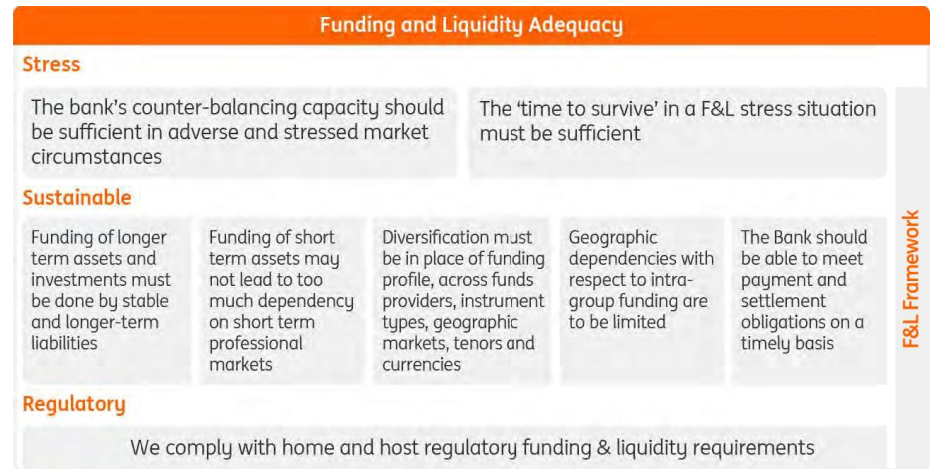 Funding and Liquidity Adequacy
Stress
The bank's counter-balancing capacity should
be sufficient in adverse and stressed market
circumstances
The 'time to survive' in a F&L stress situation
must be sufficient
Sustainable
Funding of longer
term assets and
investments must
be done by stable
and longer-term
liabilities
Funding of short
term assets may
not lead to too
much dependency
on short term
professional
markets
Diversification must
be in place of funding
profile, across funds
providers, instrument
types, geographic
markets, tenors and
currencies
Geographic
dependencies with
respect to intra-
group funding are
to be limited
The Bank should
be able to meet
payment and
settlement
obligations on a
timely basis
F&L Framework
Regulatory
We comply with home and host regulatory funding & liquidity requirements